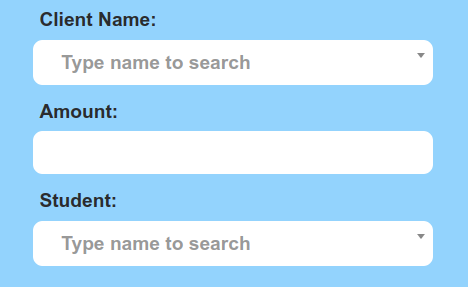 Client Name:
Type name to search
Amount:
Student:
Type name to search